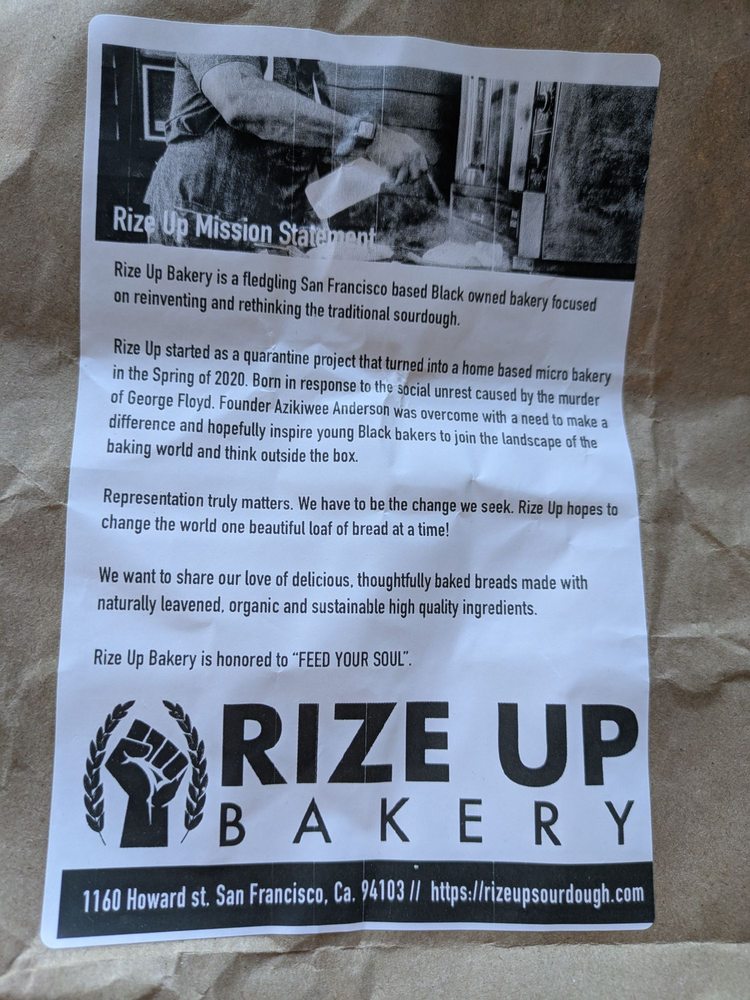 Rize Up Mission Statement
Rize Up Bakery is a fledgling San Francisco based Black owned bakery focused
on reinventing and rethinking the traditional sourdough.
Rize Up started as a quarantine project that turned into a home based micro bakery
in the Spring of 2020. Born in response to the social unrest caused by the murder
of George Floyd. Founder Azikiwee Anderson was overcome with a need to make a
difference and hopefully inspire young Black bakers to join the landscape of the
baking world and think outside the box.
Representation truly matters. We have to be the change we seek. Rize Up hopes to
change the world one beautiful loaf of bread at a time!
We want to share our love of delicious, thoughtfully baked breads made with
naturally leavened, organic and sustainable high quality ingredients.
Rize Up Bakery is honored to “FEED YOUR SOUL”.
RIZE UP
BAKERY
1160 Howard st. San Francisco, Ca. 94103 // https://rizeupsourdough.com